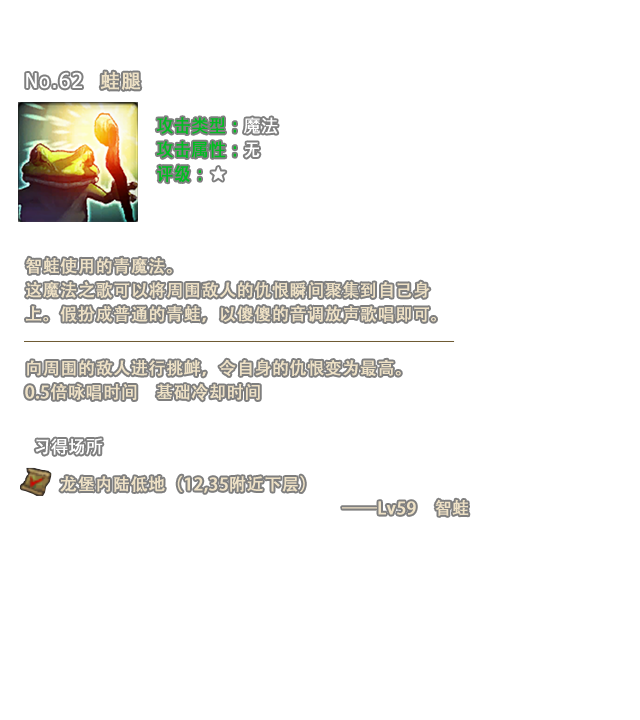 No.62 蛙腿
攻击类型：魔法
攻击属性：无
评级：☆
智蛙使用的青魔法。
这魔法之歌可以将周围敌人的仇恨瞬间聚集到自己身
上。假扮成普通的青蛙，以傻傻的音调放声歌唱即可。
向周围的敌人进行挑衅，令自身的仇恨变为最高。
0.5倍咏唱时间 基础冷却时间
习得场所
龙堡内陆低地（12,35附近下层）
——Lv59 智蛙